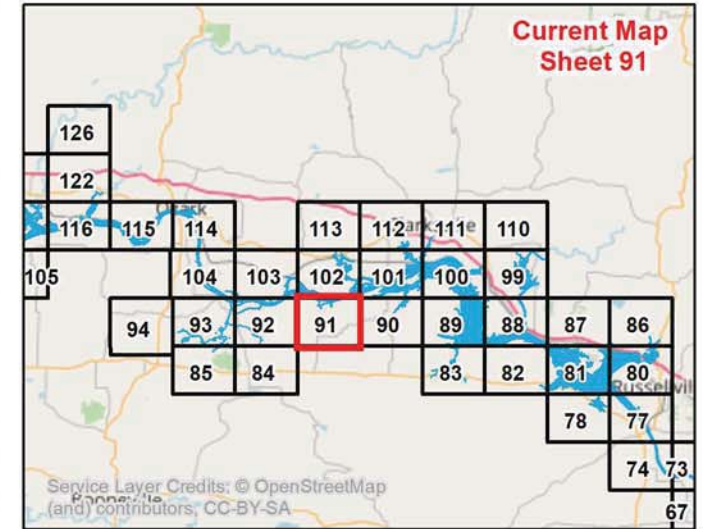 Current Map
Sheet 91
126
122
Ozark
116 115 114 113 112 111 110
105 104 103 102 101 100 99
94 93 92 91 90 89 88 87 86
85 84 83 82 81 80
Russellvil
78 77
74 73
67
Service Layer Credits: © OpenStreetMap
(and) contributors, CC-BY-SA